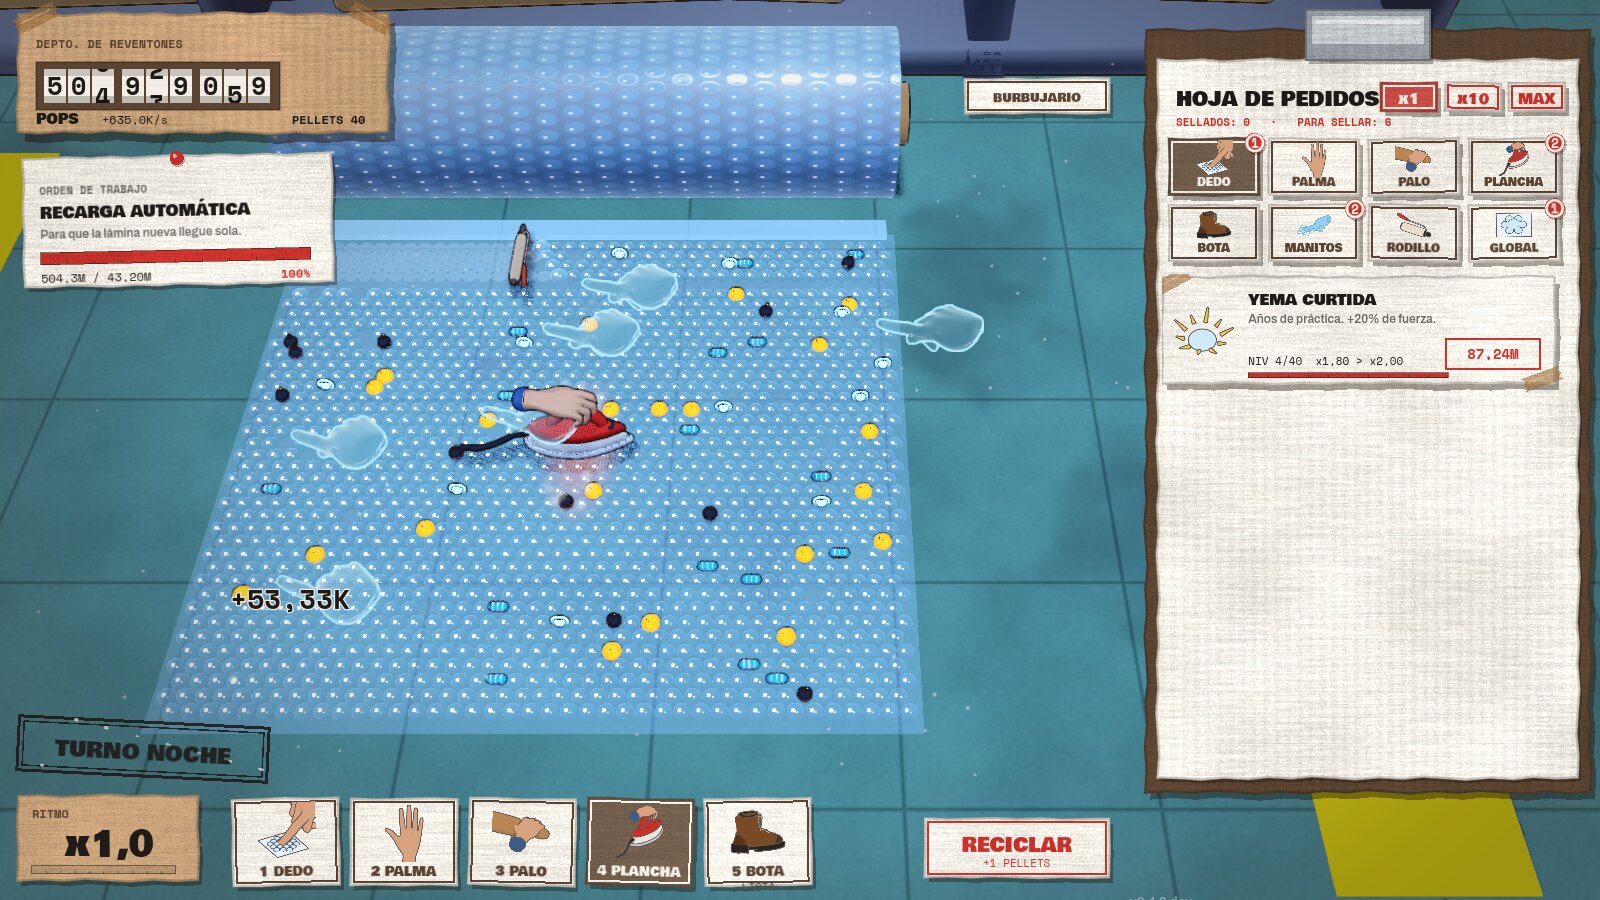 DEPTO. DE REVENTONES
POPS +635.0K/s PELLETS 40
ORDEN DE TRABAJO
RECARGA AUTOMÁTICA
Para que la lámina nueva llegue sola.
504.3M / 43.20M 100%
BURBUJARIO
HOJA DE PEDIDOS x1 x10 MAX
SELLADOS: 0 · PARA SELLAR: 6
1 2
DEDO PALMA PALO PLANCHA
2 1
BOTA MANITOS RODILLO GLOBAL
YEMA CURTIDA
Años de práctica. +20% de fuerza.
NIV 4/40 x1,80 > x2,00 87,24M
+53,33K
TURNO NOCHE
RITMO
x1,0
1 DEDO 2 PALMA 3 PALO 4 PLANCHA 5 BOTA
RECICLAR
+1 PELLETS